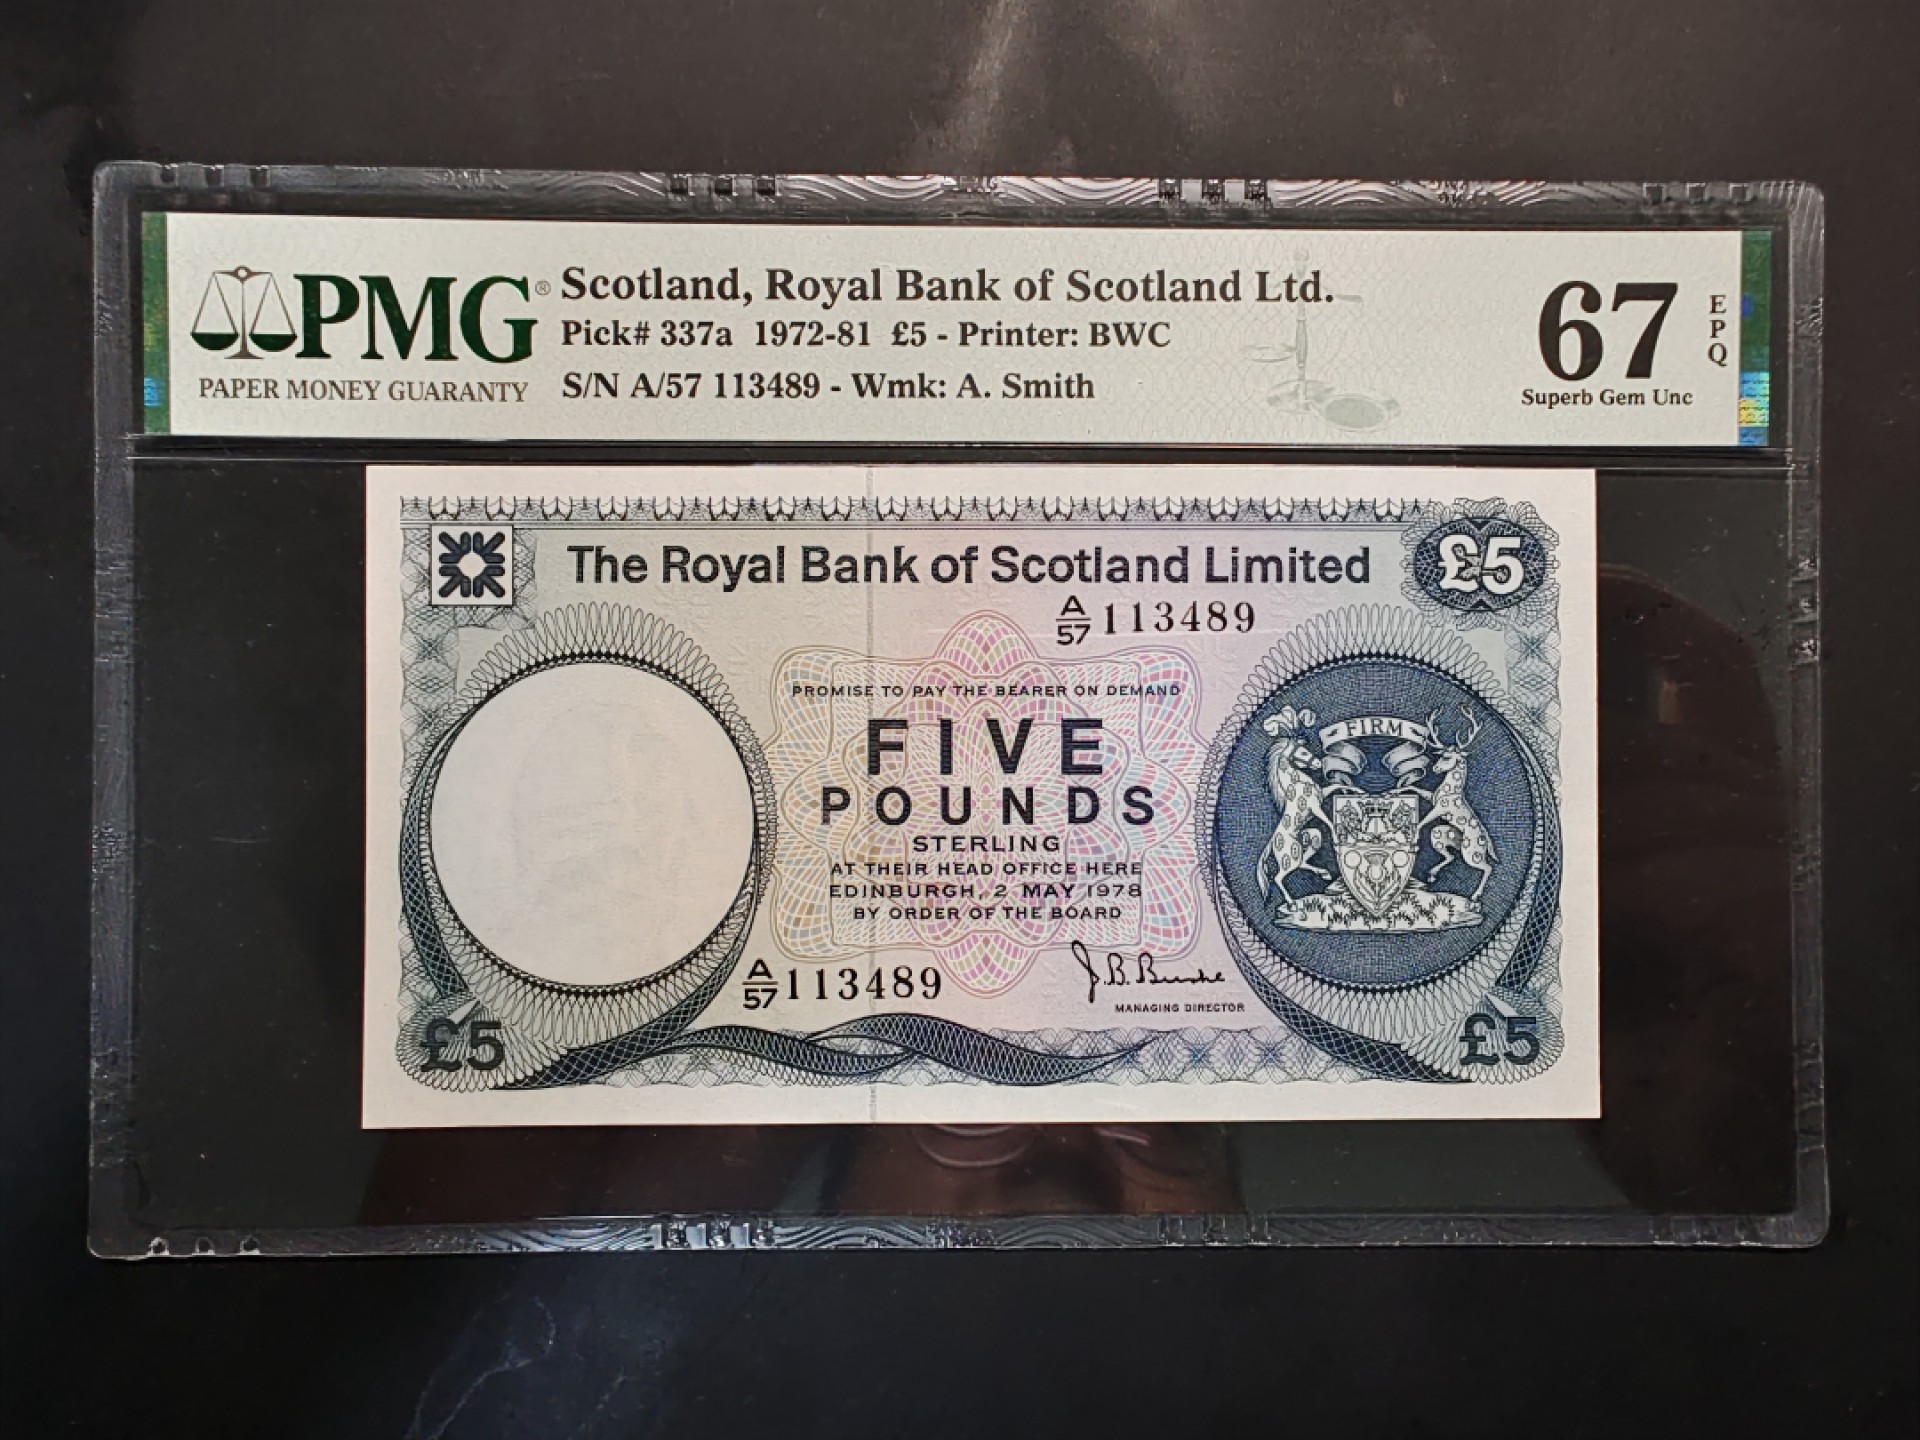 PMG®
PAPER MONEY GUARANTY
Scotland, Royal Bank of Scotland Ltd.
Pick# 337a 1972-81 £5 - Printer: BWC
S/N A/57 113489 - Wmk: A. Smith
67
EPQ
Superb Gem Unc
The Royal Bank of Scotland Limited
£5
A/57 113489
PROMISE TO PAY THE BEARER ON DEMAND
FIVE
POUNDS
STERLING
AT THEIR HEAD OFFICE HERE
EDINBURGH, 2 MAY 1978
BY ORDER OF THE BOARD
FIRM
A/57 113489
J.B. Burke
MANAGING DIRECTOR
£5
£5